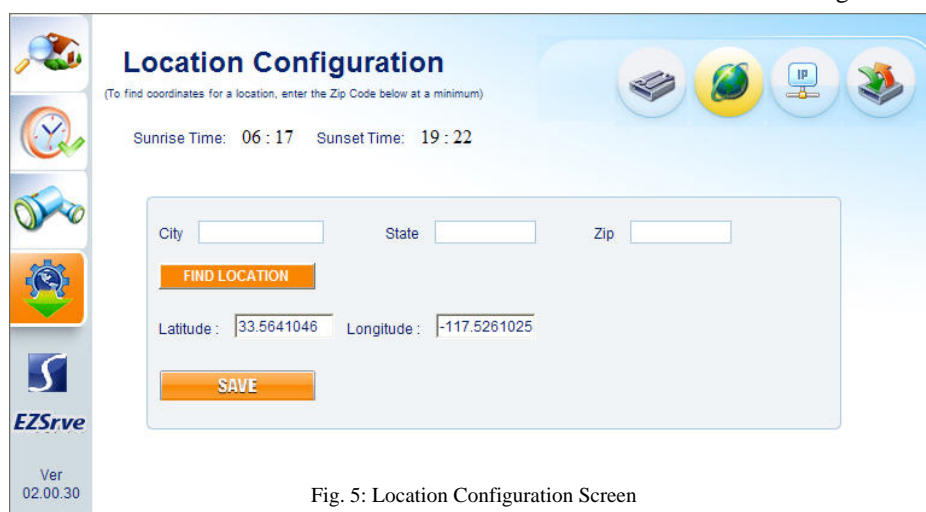 Location Configuration
(To find coordinates for a location, enter the Zip Code below at a minimum)
Sunrise Time: 06 : 17 Sunset Time: 19 : 22
IP
City State Zip
FIND LOCATION
Latitude : 33.5641046 Longitude : -117.5261025
SAVE
EZSrve
Ver
02.00.30
Fig. 5: Location Configuration Screen